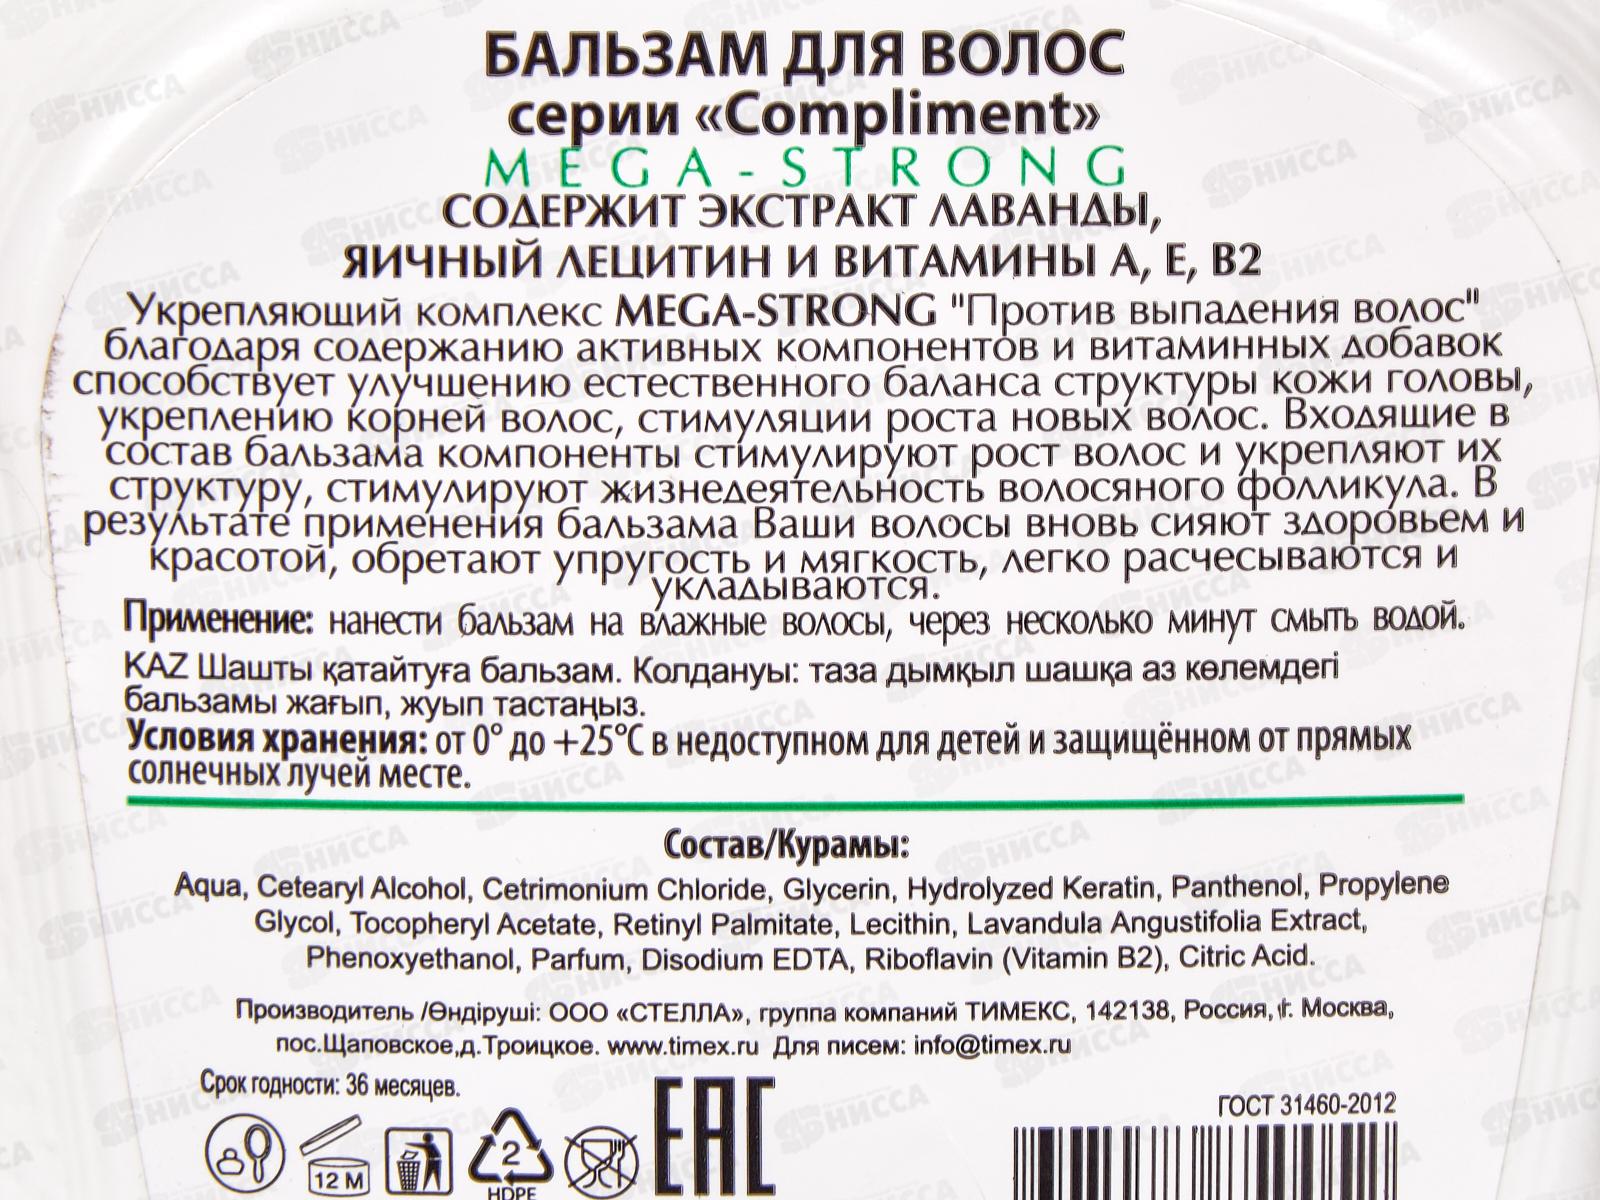 БАЛЬЗАМ ДЛЯ ВОЛОС
серии «Compliment»
MEGA-STRONG
СОДЕРЖИТ ЭКСТРАКТ ЛАВАНДЫ,
ЯИЧНЫЙ ЛЕЦИТИН И ВИТАМИНЫ А, Е, В2
Укрепляющий комплекс MEGA-STRONG "Против выпадения волос"
благодаря содержанию активных компонентов и витаминных добавок
способствует улучшению естественного баланса структуры кожи головы,
укреплению корней волос, стимуляции роста новых волос. Входящие в
состав бальзама компоненты стимулируют рост волос и укрепляют их
структуру, стимулируют жизнедеятельность волосяного фолликула. В
результате применения бальзама Ваши волосы вновь сияют здоровьем и
красотой, обретают упругость и мягкость, легко расчесываются и
укладываются.
Применение: нанести бальзам на влажные волосы, через несколько минут смыть водой.
KAZ Шашты қатайтуға бальзам. Колдануы: таза дымқыл шашқа аз көлемдегі
бальзамы жағып, жуып тастаңыз.
Условия хранения: от 0° до +25°С в недоступном для детей и защищённом от прямых
солнечных лучей месте.
Состав/Курамы:
Aqua, Cetearyl Alcohol, Cetrimonium Chloride, Glycerin, Hydrolyzed Keratin, Panthenol, Propylene
Glycol, Tocopheryl Acetate, Retinyl Palmitate, Lecithin, Lavandula Angustifolia Extract,
Phenoxyethanol, Parfum, Disodium EDTA, Riboflavin (Vitamin B2), Citric Acid.
Производитель /Өндіруші: ООО «СТЕЛЛА», группа компаний ТИМЕКС, 142138, Россия, г. Москва,
пос.Щаповское,д.Троицкое. www.timex.ru Для писем: info@timex.ru
Срок годности: 36 месяцев.
ГОСТ 31460-2012
12 M
2
HDPE
EAC
НИССА